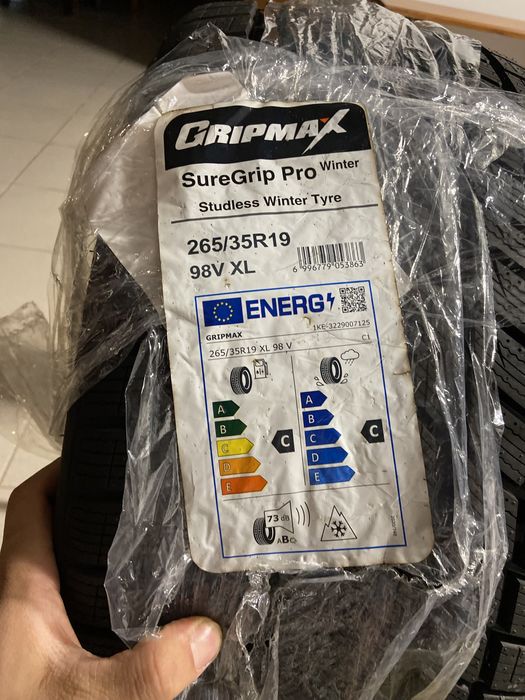 GRIPMAX
SureGrip Pro Winter
Studless Winter Tyre
265/35R19
98V XL
6 996779 053863
ENERG
GRIPMAX
1KE-3229007125
265/35R19 XL 98 V
C1
A
B
C
D
E
C
A
B
C
D
E
C
73 dB
ABC